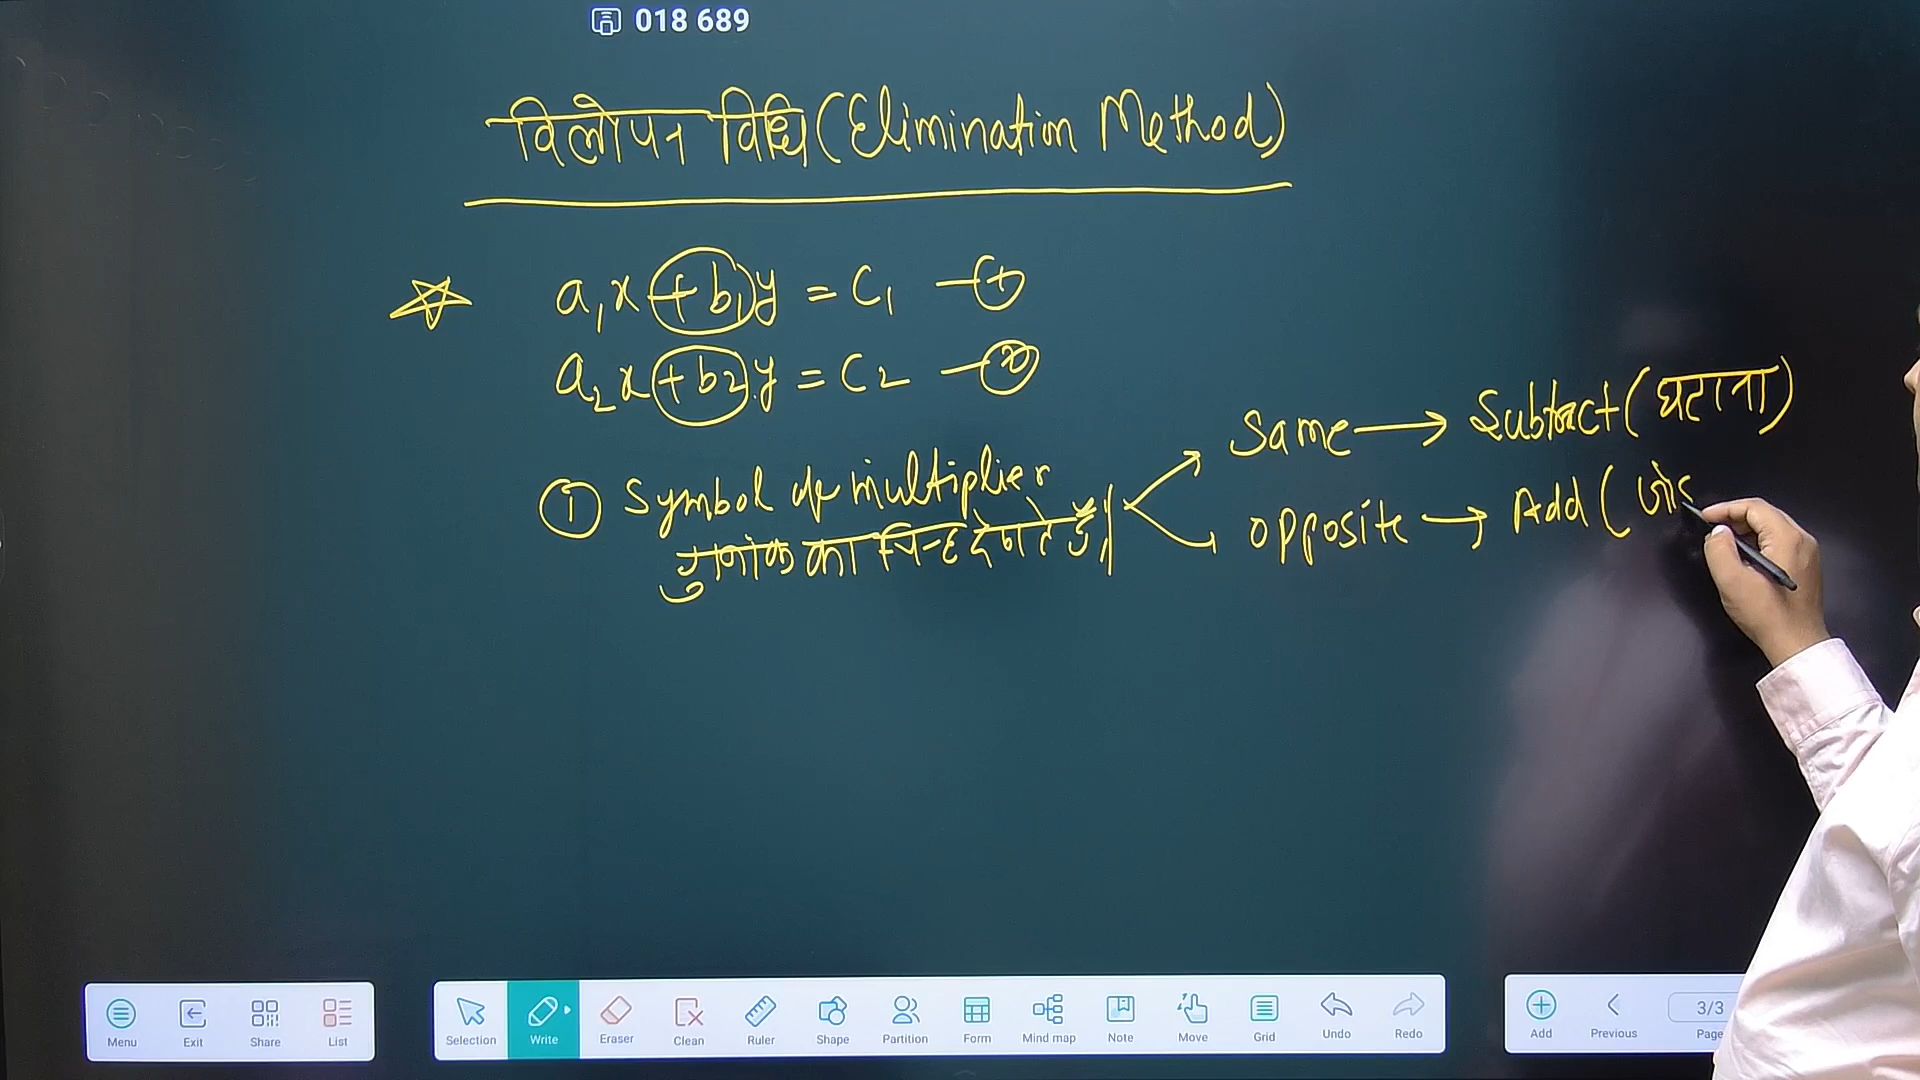 018 689
विलोपन विधि (Elimination Method)
a₁x + b₁y = C₁ — ①
a₂x + b₂y = C₂ — ②
① Symbol of multiplier
गुणांक का चिन्ह देखते हैं।
Same → Subtract (घटाना)
opposite → Add (जोड
Menu Exit Share List
Selection Write Eraser Clean Ruler Shape Partition Form Mind map Note Move Grid Undo Redo
Add Previous 3/3 Page